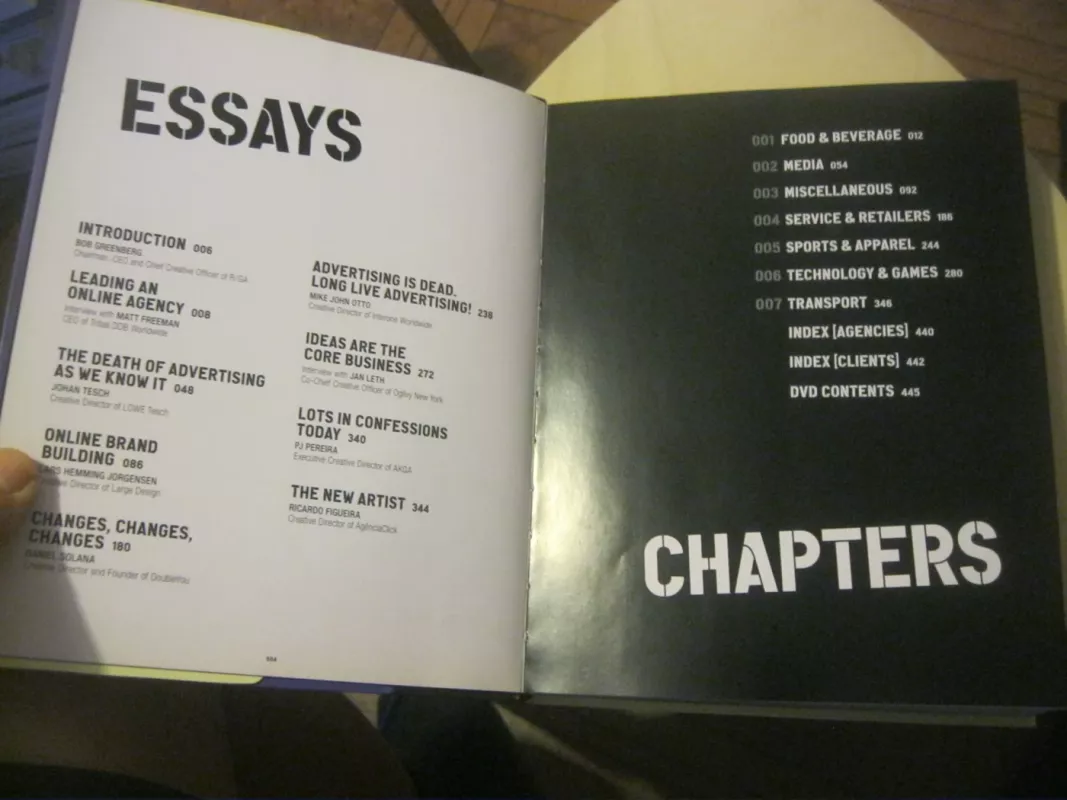 ESSAYS
INTRODUCTION 006
BOB GREENBERG,
Chairman, CEO and Chief Creative Officer of R/GA
LEADING AN
ONLINE AGENCY 008
Interview with MATT FREEMAN
CEO of Tribal DDB Worldwide
THE DEATH OF ADVERTISING
AS WE KNOW IT 048
JOHAN TESCH
Creative Director of LOWE Tesch
ONLINE BRAND
BUILDING 086
LARS HEMMING JORGENSEN
Creative Director of Large Design
CHANGES, CHANGES,
CHANGES 180
DANIEL SOLANA
Creative Director and Founder of DoubleYou
ADVERTISING IS DEAD.
LONG LIVE ADVERTISING! 238
MIKE JOHN OTTO
Creative Director of Interone Worldwide
IDEAS ARE THE
CORE BUSINESS 272
Interview with JAN LETH
Co-Chief Creative Officer of Ogilvy New York
LOTS IN CONFESSIONS
TODAY 340
PJ PEREIRA
Executive Creative Director of AKQA
THE NEW ARTIST 344
RICARDO FIGUEIRA
Creative Director of AgênciaClick
004
001 FOOD & BEVERAGE 012
002 MEDIA 054
003 MISCELLANEOUS 092
004 SERVICE & RETAILERS 186
005 SPORTS & APPAREL 244
006 TECHNOLOGY & GAMES 280
007 TRANSPORT 346
INDEX [AGENCIES] 440
INDEX [CLIENTS] 442
DVD CONTENTS 445
CHAPTERS